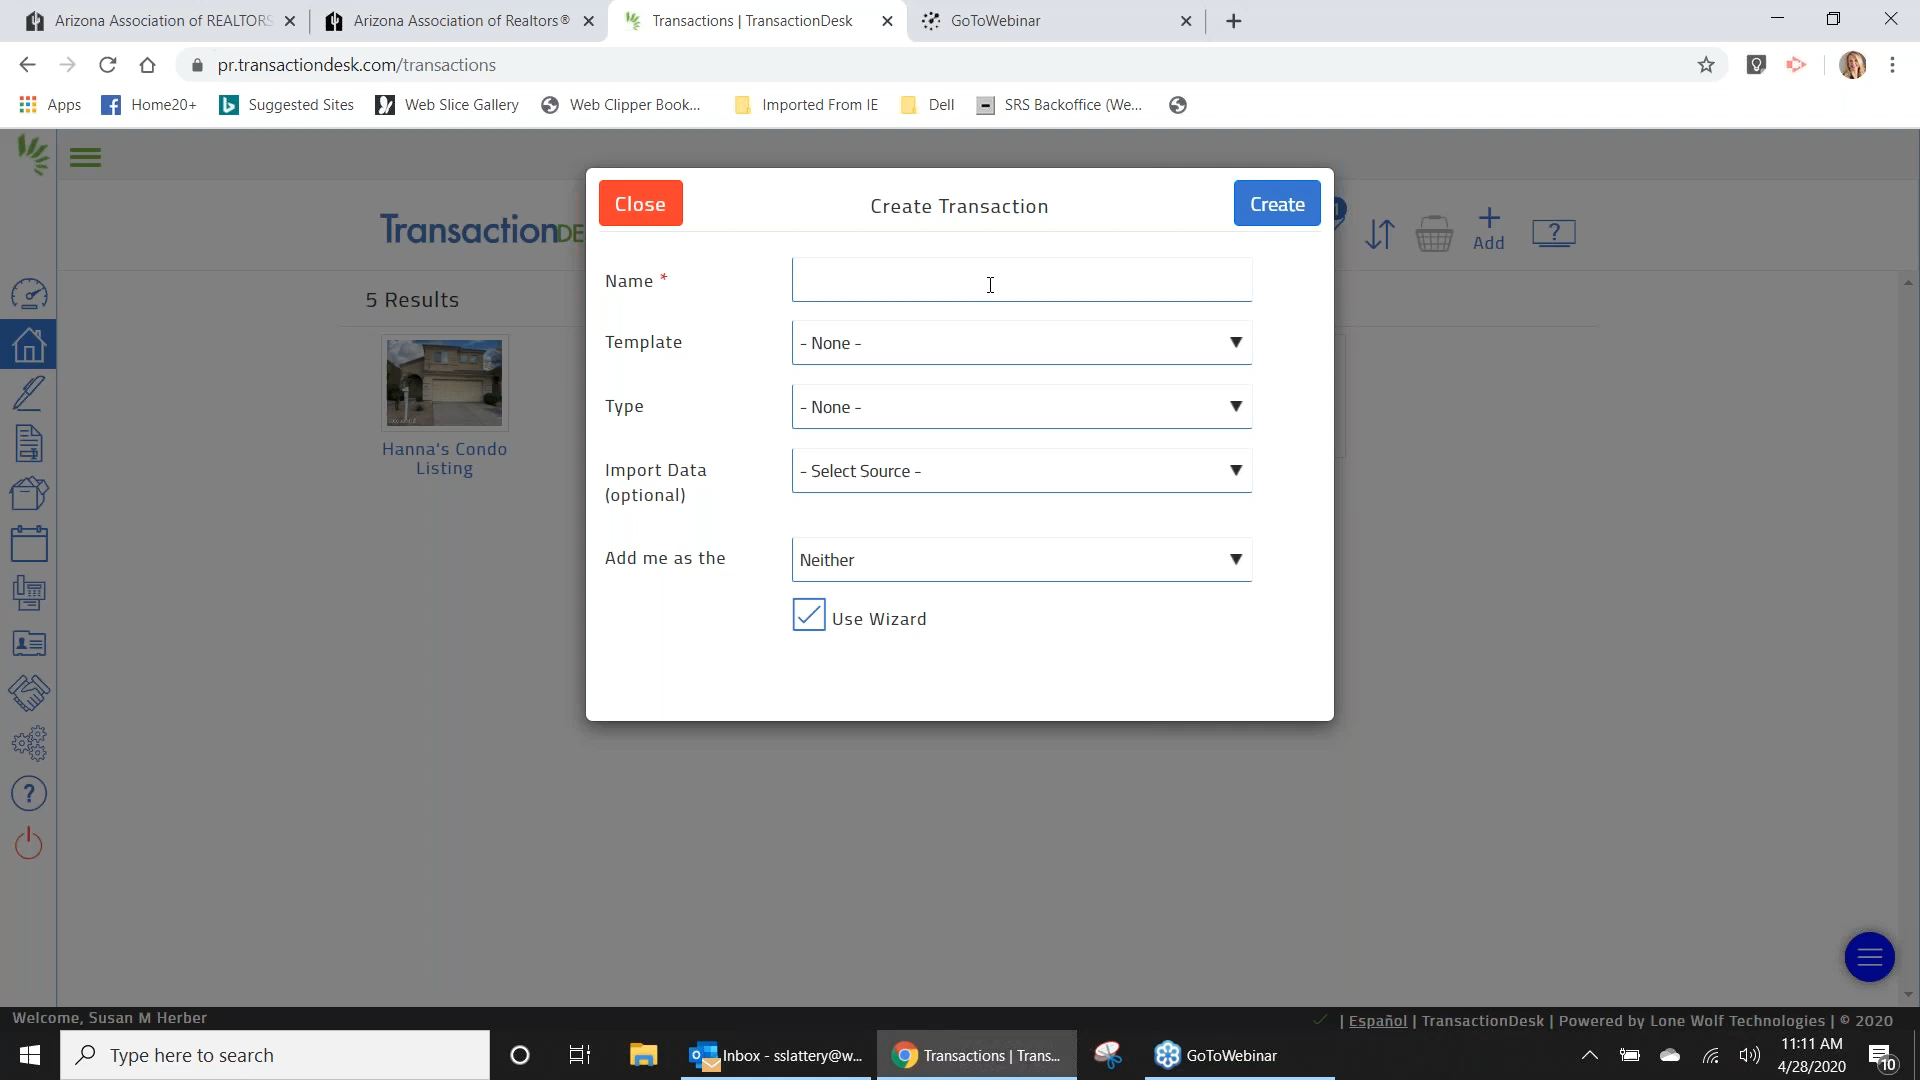 Arizona Association of REALTORS
Arizona Association of Realtors®
Transactions | TransactionDesk
GoToWebinar
pr.transactiondesk.com/transactions
Apps
Home20+
Suggested Sites
Web Slice Gallery
Web Clipper Book...
Imported From IE
Dell
SRS Backoffice (We...
Close
Create Transaction
Create
TransactionDE
Add
?
5 Results
Name *
Template
- None -
Type
- None -
Import Data
(optional)
- Select Source -
Add me as the
Neither
Use Wizard
Hanna's Condo
Listing
?
Welcome, Susan M Herber
| Español | TransactionDesk | Powered by Lone Wolf Technologies | © 2020
Type here to search
Inbox - sslattery@w...
Transactions | Trans...
GoToWebinar
11:11 AM
4/28/2020
10